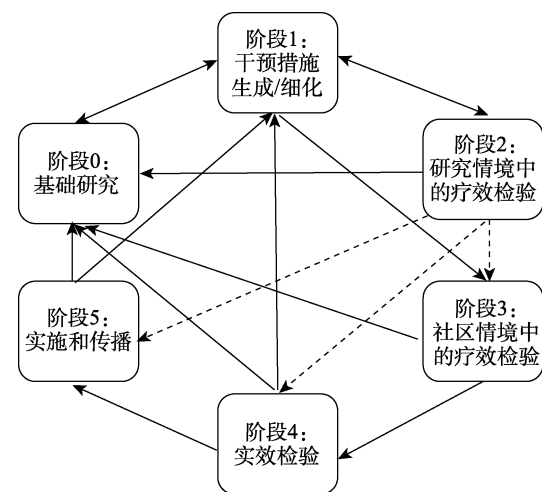 阶段1：
干预措施
生成/细化
阶段0：
基础研究
阶段2：
研究情境中
的疗效检验
阶段5：
实施和传播
阶段3：
社区情境中
的疗效检验
阶段4：
实效检验